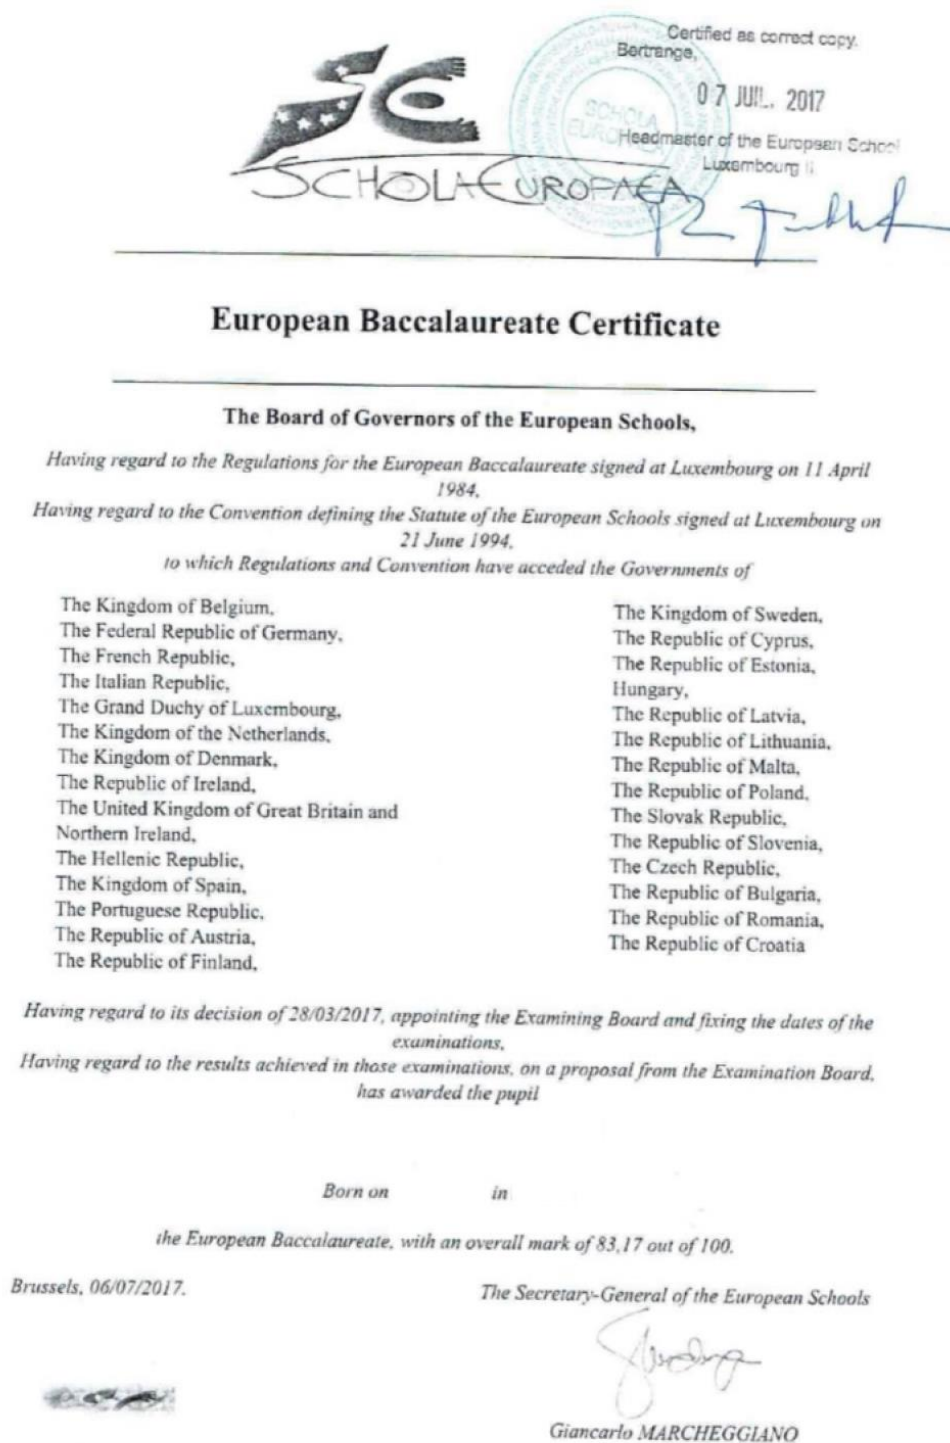 Certified as correct copy.
Bertrange,
07 JUIL. 2017
SCHOLA
EUROPAEA
Headmaster of the European School
Luxembourg II
SCHOLA EUROPAEA
European Baccalaureate Certificate
The Board of Governors of the European Schools,
Having regard to the Regulations for the European Baccalaureate signed at Luxembourg on 11 April
1984,
Having regard to the Convention defining the Statute of the European Schools signed at Luxembourg on
21 June 1994,
to which Regulations and Convention have acceded the Governments of
The Kingdom of Belgium,
The Federal Republic of Germany,
The French Republic,
The Italian Republic,
The Grand Duchy of Luxembourg,
The Kingdom of the Netherlands,
The Kingdom of Denmark,
The Republic of Ireland,
The United Kingdom of Great Britain and
Northern Ireland,
The Hellenic Republic,
The Kingdom of Spain,
The Portuguese Republic,
The Republic of Austria,
The Republic of Finland,
The Kingdom of Sweden,
The Republic of Cyprus,
The Republic of Estonia,
Hungary,
The Republic of Latvia,
The Republic of Lithuania,
The Republic of Malta,
The Republic of Poland,
The Slovak Republic,
The Republic of Slovenia,
The Czech Republic,
The Republic of Bulgaria,
The Republic of Romania,
The Republic of Croatia
Having regard to its decision of 28/03/2017, appointing the Examining Board and fixing the dates of the
examinations,
Having regard to the results achieved in those examinations, on a proposal from the Examination Board,
has awarded the pupil
Born on in
the European Baccalaureate, with an overall mark of 83,17 out of 100.
Brussels, 06/07/2017.
The Secretary-General of the European Schools
Giancarlo MARCHEGGIANO